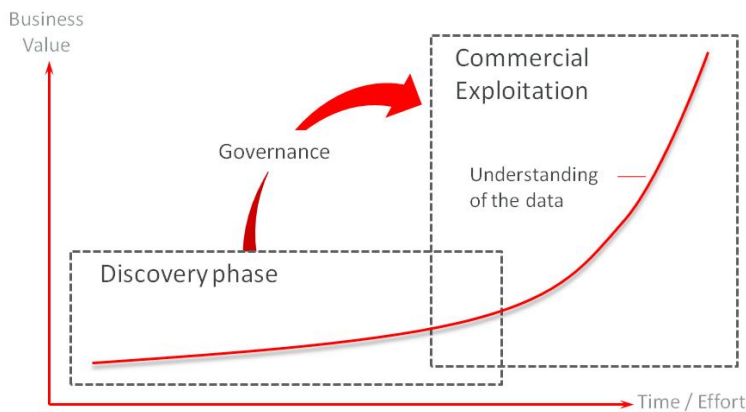 Business
Value
Commercial
Exploitation
Governance
Understanding
of the data
Discovery phase
Time / Effort